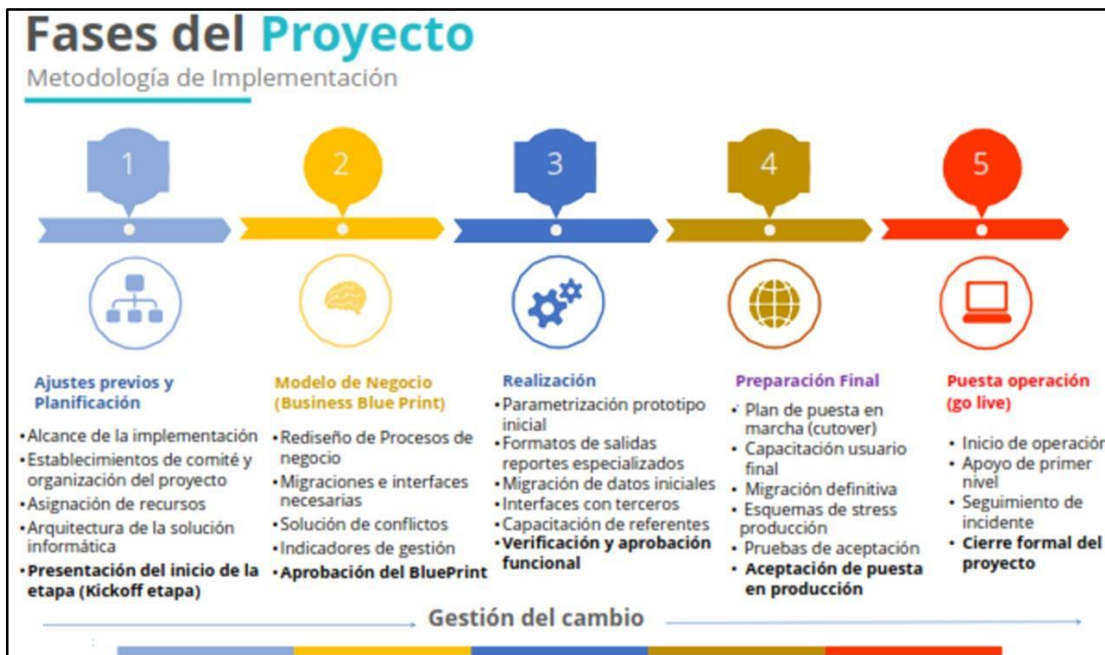 Fases del Proyecto
Metodología de Implementación
1
2
3
4
5
Ajustes previos y
Planificación
•Alcance de la implementación
•Establecimientos de comité y
organización del proyecto
•Asignación de recursos
•Arquitectura de la solución
informática
•Presentación del inicio de la
etapa (Kickoff etapa)
Modelo de Negocio
(Business Blue Print)
•Rediseño de Procesos de
negocio
•Migraciones e interfaces
necesarias
•Solución de conflictos
•Indicadores de gestión
•Aprobación del BluePrint
Realización
•Parametrización prototipo
inicial
•Formatos de salidas
reportes especializados
•Migración de datos iniciales
•Interfaces con terceros
•Capacitación de referentes
•Verificación y aprobación
funcional
Preparación Final
• Plan de puesta en
marcha (cutover)
• Capacitación usuario
final
• Migración definitiva
• Esquemas de stress
producción
• Pruebas de aceptación
• Aceptación de puesta
en producción
Puesta operación
(go live)
• Inicio de operación
• Apoyo de primer
nivel
• Seguimiento de
incidente
• Cierre formal del
proyecto
Gestión del cambio